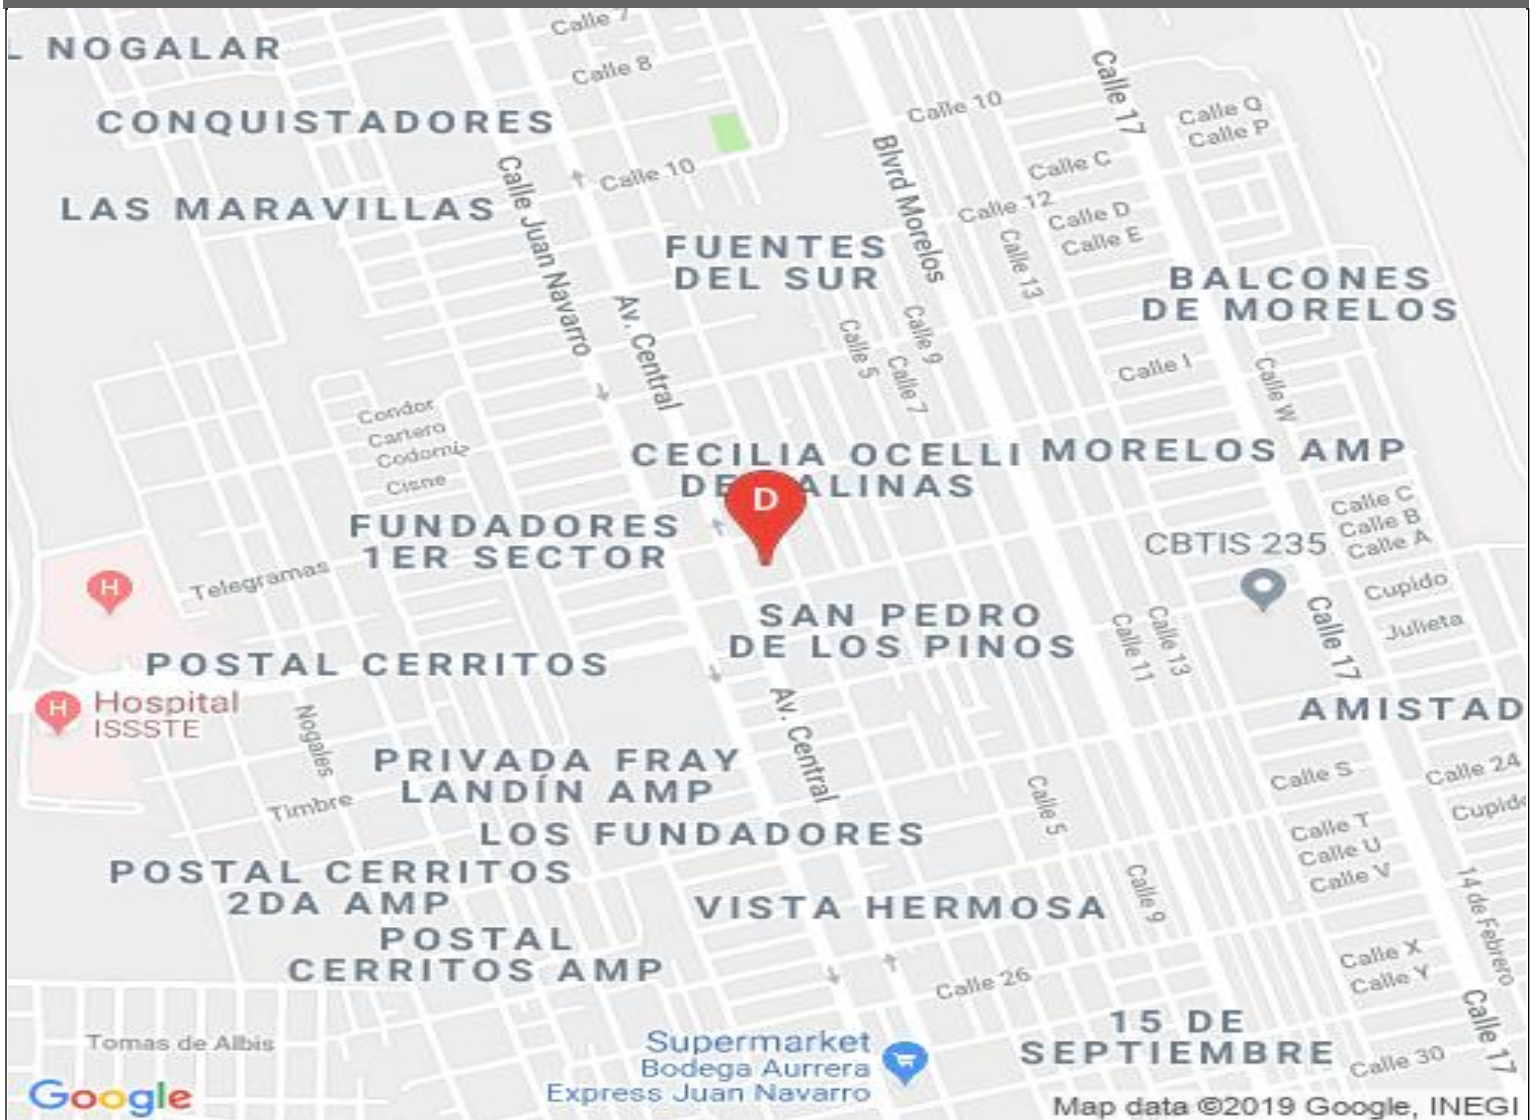 Calle 7
L NOGALAR
Calle 8
Calle 17
Calle 10
Calle Q
Calle P
CONQUISTADORES
Blvrd Morelos
Calle C
Calle Juan Navarro
Calle 10
LAS MARAVILLAS
Calle 12
Calle D
Calle E
Calle 13
FUENTES
DEL SUR
BALCONES
DE MORELOS
Av. Central
Calle 9
Calle 5
Calle 7
Calle I
Calle W
Condor
Cartero
Codorniz
Cisne
CECILIA OCELLI
DE SALINAS
MORELOS AMP
D
Calle C
Calle B
Calle A
FUNDADORES
1ER SECTOR
CBTIS 235
Telegramas
H
Cupido
Julieta
Calle 17
SAN PEDRO
DE LOS PINOS
Calle 11
Calle 13
POSTAL CERRITOS
H
Hospital
ISSSTE
Nogales
Av. Central
AMISTAD
PRIVADA FRAY
LANDÍN AMP
Calle S
Calle 24
Timbre
Calle 5
Cupido
LOS FUNDADORES
Calle T
Calle U
Calle V
POSTAL CERRITOS
2DA AMP
VISTA HERMOSA
Calle 9
14 de Febrero
POSTAL
CERRITOS AMP
Calle X
Calle Y
Calle 26
Calle 17
15 DE
SEPTIEMBRE
Calle 30
Tomas de Albis
Supermarket
Bodega Aurrera
Express Juan Navarro
Google
Map data ©2019 Google, INEGI